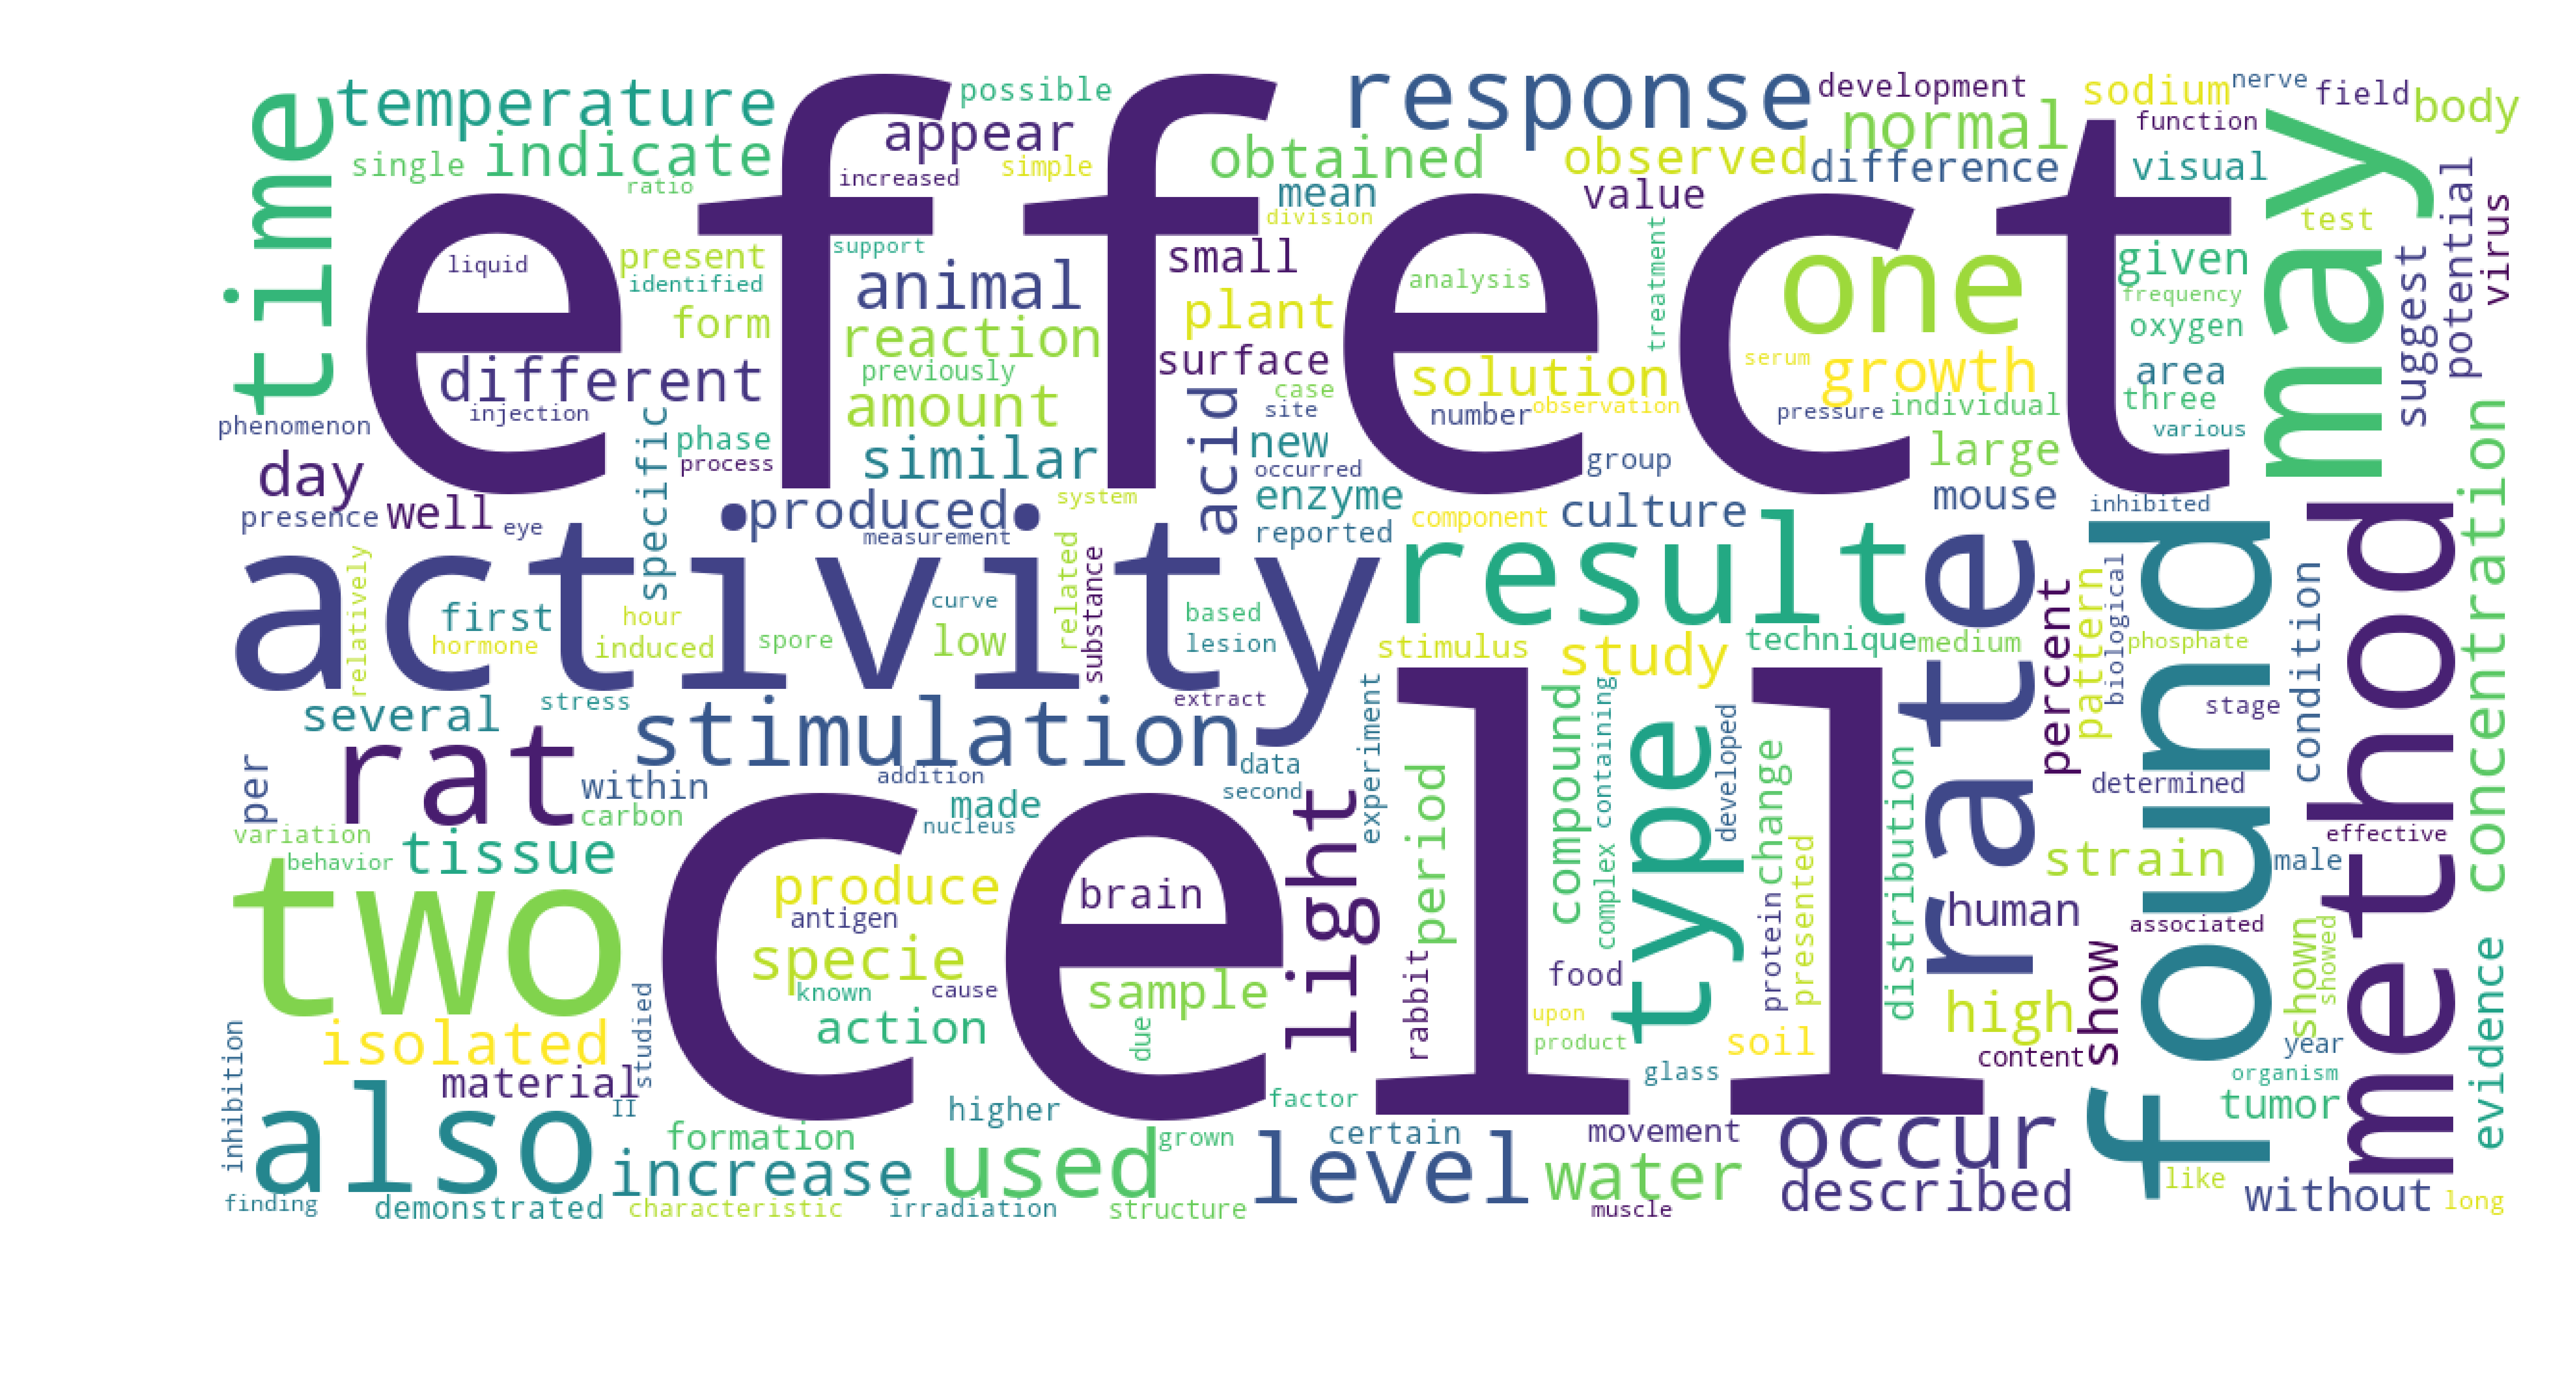 effect
cell
activity
time
temperature
indicate
single
ratio
possible
appear
increased
simple
response
obtained
observed
mean
division
value
development
normal
difference
sodium
nerve
function
field
body
visual
may
test
potential
virus
suggest
given
frequency
oxygen
area
three
various
liquid
present
identified
form
support
animal
reaction
previously
amount
similar
small
plant
surface
analysis
treatment
one
serum
growth
solution
case
site
number
observation
pressure
individual
large
different
injection
phenomenon
day
presence
well
eye
specific
phase
process
produced
measurement
system
acid
new
occurred
enzyme
reported
group
component
culture
mouse
inhibited
result
rate
found
method
concentration
relatively
first
hormone
hour
induced
spore
curve
low
related
substance
based
lesion
stimulus
study
technique
medium
percent
pattern
biological
phosphate
condition
stage
several
stress
stimulation
extract
rat
per
within
carbon
addition
made
nucleus
data
second
experiment
light
period
compound
complex
containing
type
developed
change
distribution
determined
effective
variation
behavior
tissue
two
produce
antigen
brain
specie
known
cause
sample
action
due
rabbit
food
protein
presented
upon
product
soil
glass
human
high
content
strain
male
associated
show
shown
showed
year
organism
tumor
evidence
isolated
studied
material
II
inhibition
also
finding
demonstrated
formation
increase
characteristic
higher
used
irradiation
grown
structure
factor
certain
level
movement
water
muscle
occur
described
like
without
long